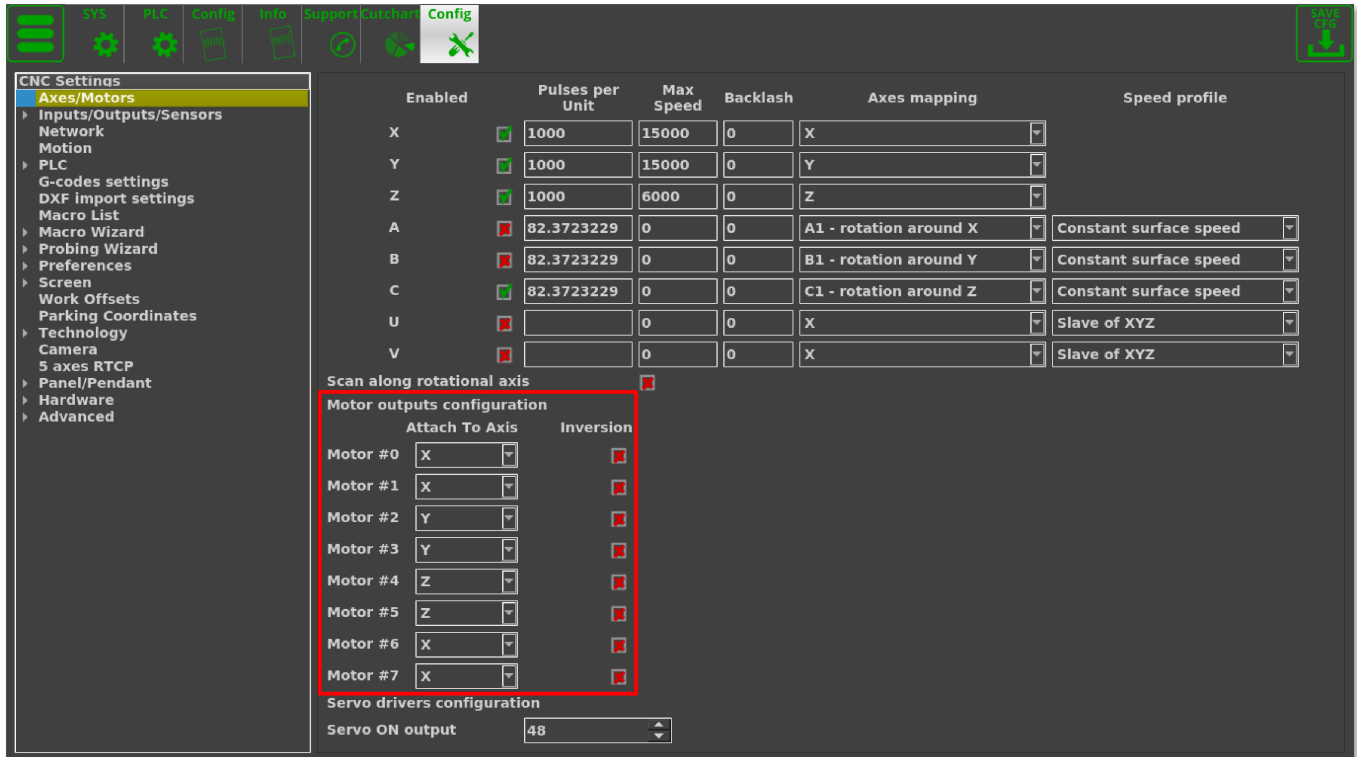 SYS PLC Config Info Support Cutchart Config SAVE CFG
CNC Settings
Axes/Motors
Inputs/Outputs/Sensors
Network
Motion
PLC
G-codes settings
DXF import settings
Macro List
Macro Wizard
Probing Wizard
Preferences
Screen
Work Offsets
Parking Coordinates
Technology
Camera
5 axes RTCP
Panel/Pendant
Hardware
Advanced
Enabled Pulses per Unit Max Speed Backlash Axes mapping Speed profile
X 1000 15000 0 X
Y 1000 15000 0 Y
Z 1000 6000 0 Z
A 82.3723229 0 0 A1 - rotation around X Constant surface speed
B 82.3723229 0 0 B1 - rotation around Y Constant surface speed
C 82.3723229 0 0 C1 - rotation around Z Constant surface speed
U 0 0 X Slave of XYZ
V 0 0 X Slave of XYZ
Scan along rotational axis
Motor outputs configuration
Attach To Axis Inversion
Motor #0 X
Motor #1 X
Motor #2 Y
Motor #3 Y
Motor #4 Z
Motor #5 Z
Motor #6 X
Motor #7 X
Servo drivers configuration
Servo ON output 48